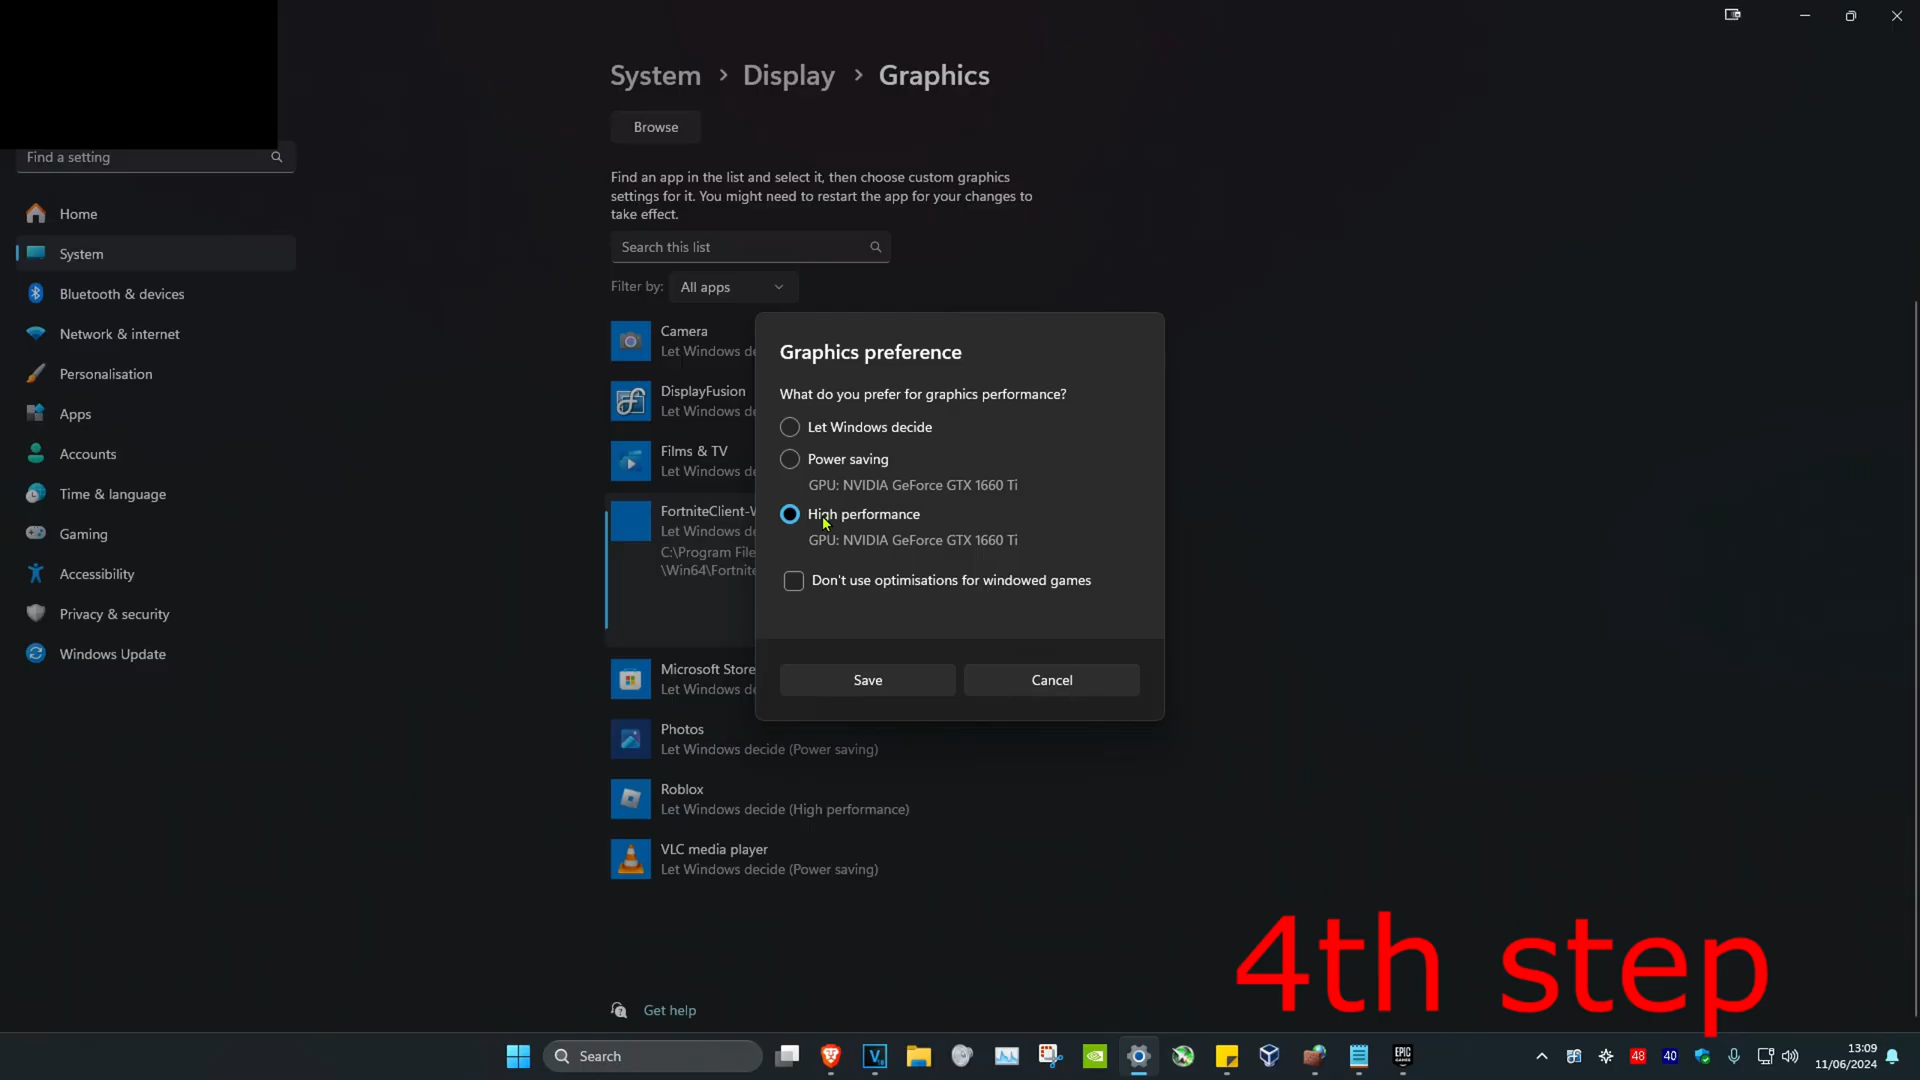 System > Display > Graphics
Browse
Find a setting
Find an app in the list and select it, then choose custom graphics
settings for it. You might need to restart the app for your changes to
take effect.
Search this list
Filter by: All apps
Home
System
Bluetooth & devices
Network & internet
Personalisation
Apps
Accounts
Time & language
Gaming
Accessibility
Privacy & security
Windows Update
Camera
Let Windows de
DisplayFusion
Let Windows de
Films & TV
Let Windows de
FortniteClient-W
Let Windows de
C:\Program File
\Win64\Fortnite
Microsoft Store
Let Windows de
Photos
Let Windows decide (Power saving)
Roblox
Let Windows decide (High performance)
VLC media player
Let Windows decide (Power saving)
Graphics preference
What do you prefer for graphics performance?
Let Windows decide
Power saving
GPU: NVIDIA GeForce GTX 1660 Ti
High performance
GPU: NVIDIA GeForce GTX 1660 Ti
Don't use optimisations for windowed games
Save
Cancel
4th step
Get help
Search
EPIC
48
40
13:09
11/06/2024